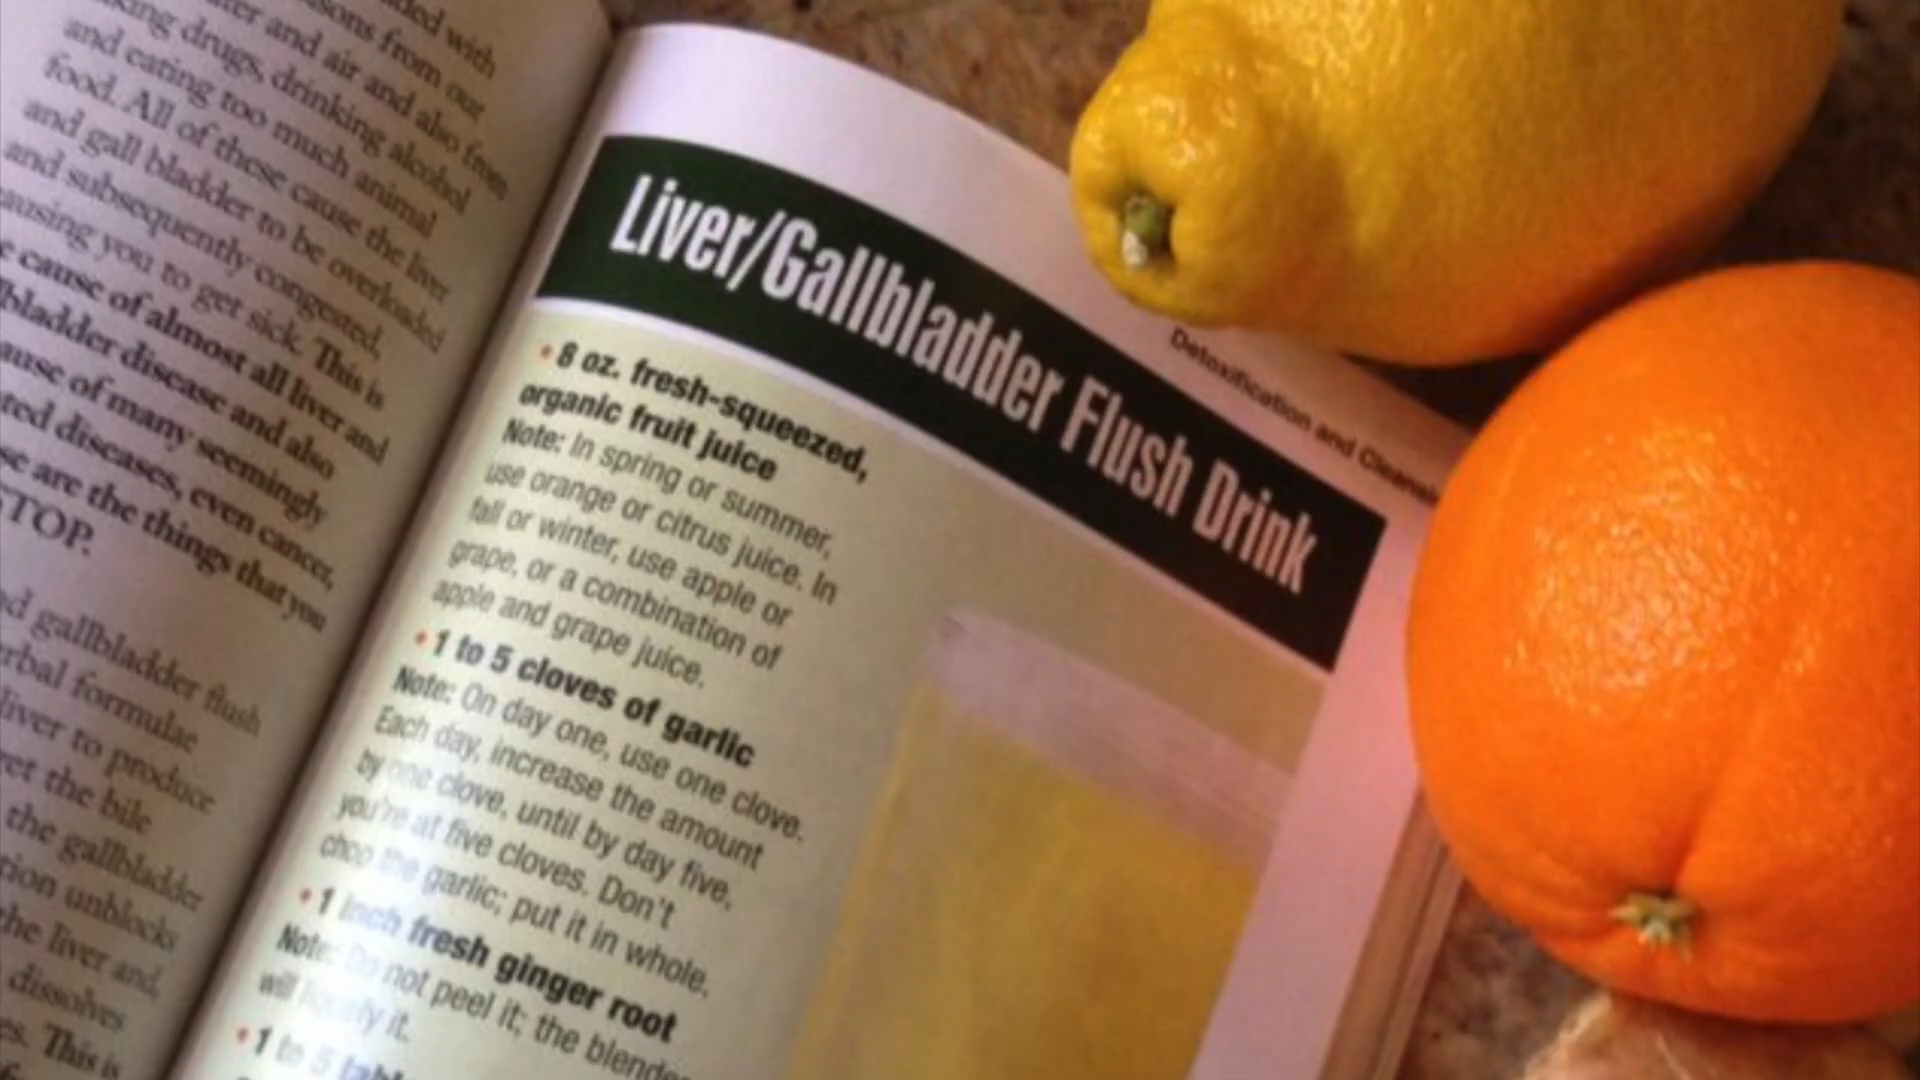 ded with
sons from our
ter and air and also from
king drugs, drinking alcohol
and eating too much animal
food. All of these cause the liver
and gall bladder to be overloaded
and subsequently congested,
causing you to get sick. This is
e cause of almost all liver and
bladder disease and also
ause of many seemingly
ted diseases, even cancer,
se are the things that you
STOP.
d gallbladder flush
erbal formulae
liver to produce
the bile
the gallbladder
tion unblocks
the liver and,
dissolves
es. This is
Detoxification and
Liver/Gallbladder Flush Drink
• 8 oz. fresh-squeezed,
organic fruit juice
Note: In spring or summer,
use orange or citrus juice. In
fall or winter, use apple or
grape, or a combination of
apple and grape juice.
• 1 to 5 cloves of garlic
Note: On day one, use one clove.
Each day, increase the amount
by one clove, until by day five,
you're at five cloves. Don't
chop the garlic; put it in whole.
• 1 inch fresh ginger root
Note: Do not peel it; the blender
will liquify it.
• 1 to 5